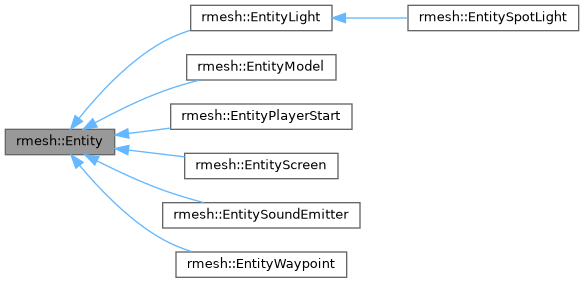 rmesh::EntityLight
rmesh::EntitySpotLight
rmesh::EntityModel
rmesh::EntityPlayerStart
rmesh::Entity
rmesh::EntityScreen
rmesh::EntitySoundEmitter
rmesh::EntityWaypoint